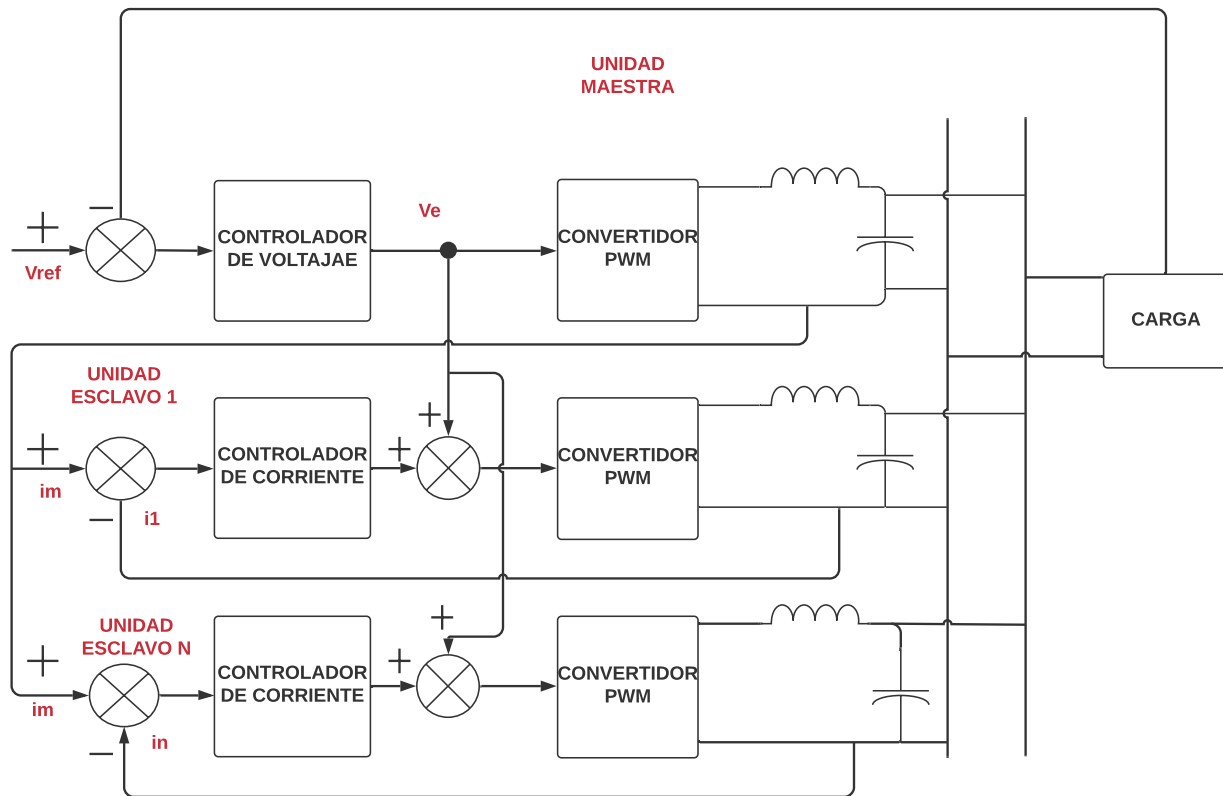 UNIDAD
MAESTRA
Vref
CONTROLADOR
DE VOLTAJAE
Ve
CONVERTIDOR
PWM
CARGA
UNIDAD
ESCLAVO 1
im
i1
CONTROLADOR
DE CORRIENTE
CONVERTIDOR
PWM
UNIDAD
ESCLAVO N
im
in
CONTROLADOR
DE CORRIENTE
CONVERTIDOR
PWM